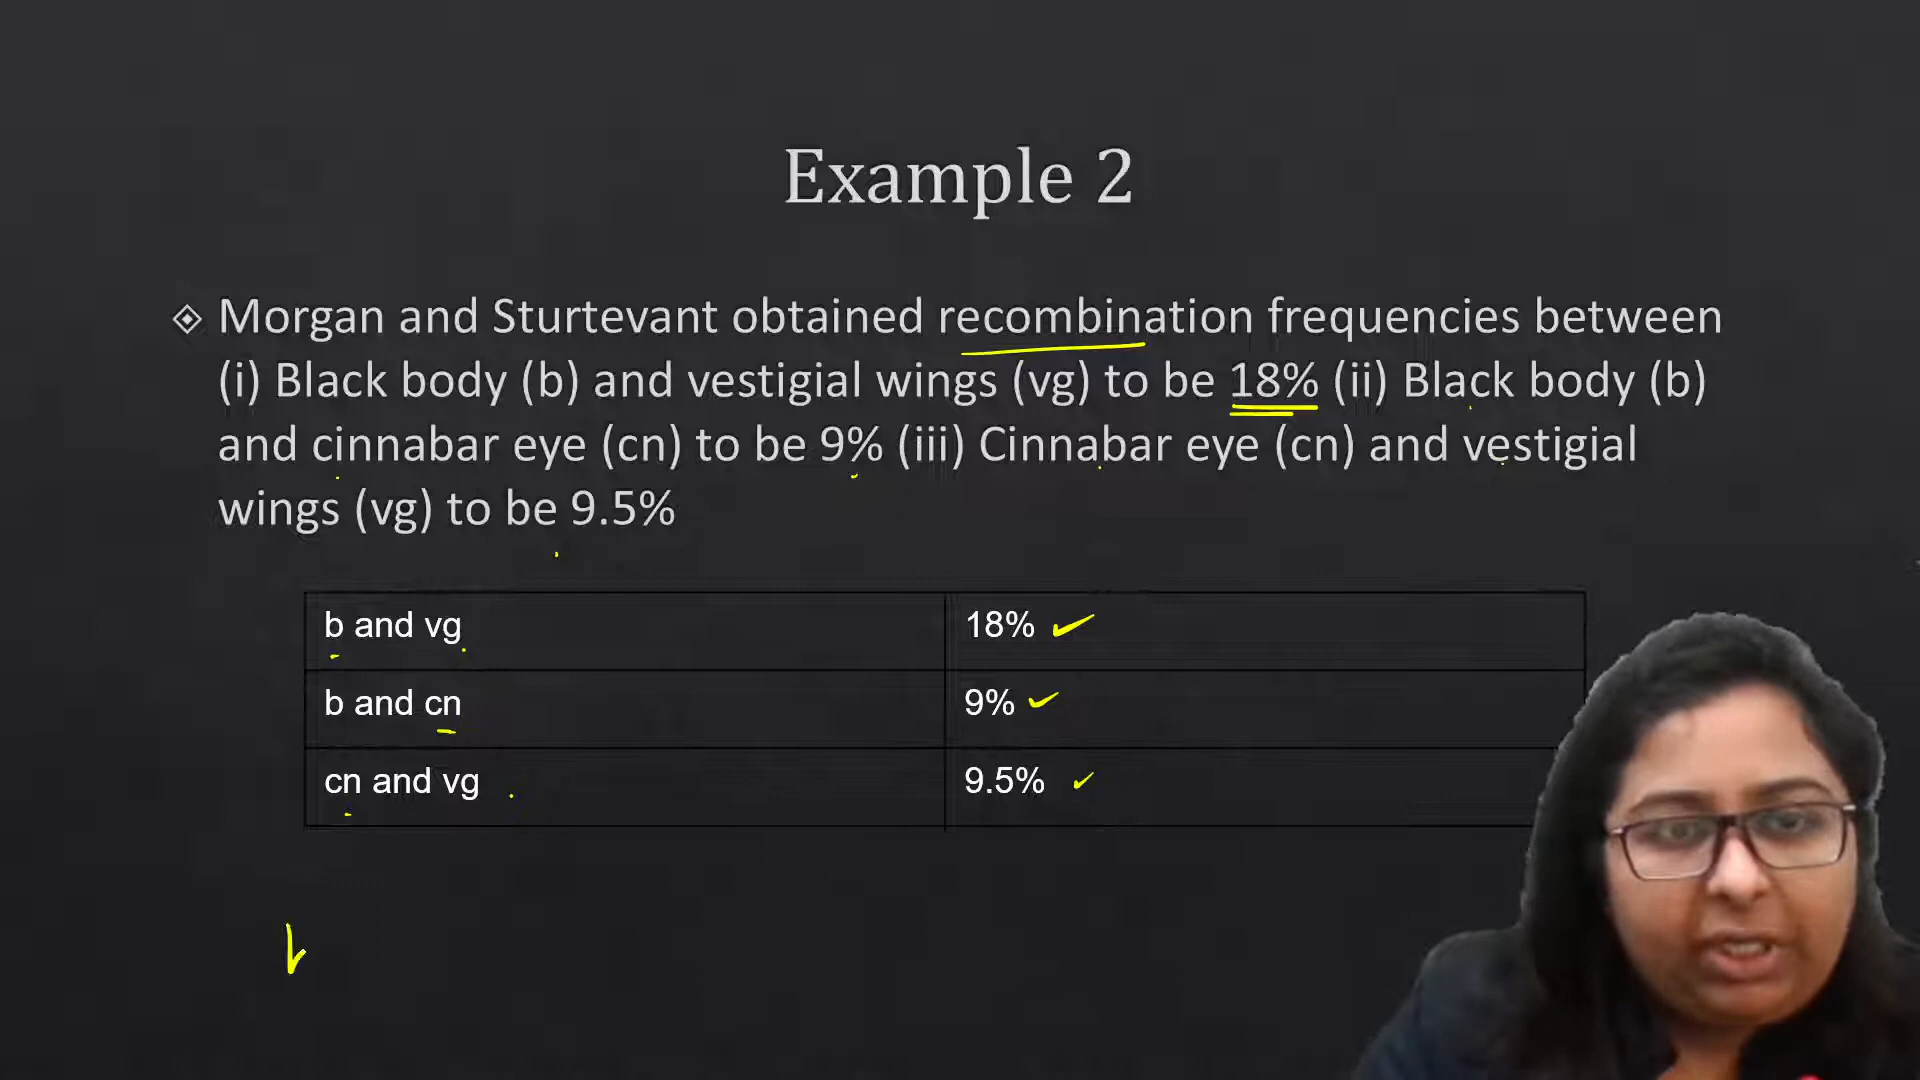 Example 2
Morgan and Sturtevant obtained recombination frequencies between
(i) Black body (b) and vestigial wings (vg) to be 18% (ii) Black body (b)
and cinnabar eye (cn) to be 9% (iii) Cinnabar eye (cn) and vestigial
wings (vg) to be 9.5%
b and vg 18%
b and cn 9%
cn and vg 9.5%